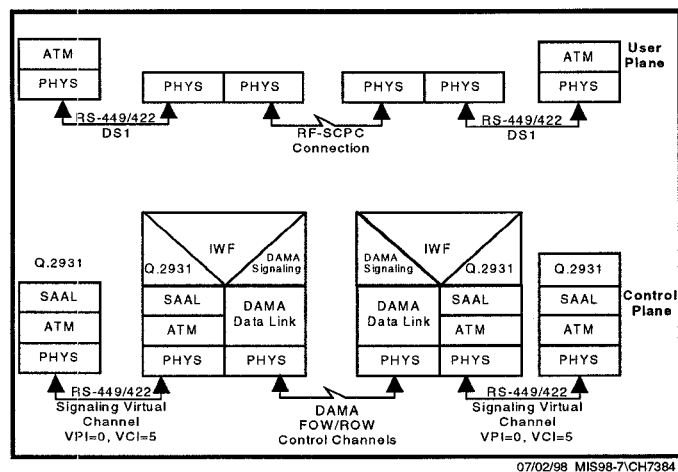 ATM
PHYS
PHYS
PHYS
PHYS
PHYS
ATM
PHYS
User
Plane
RS-449/422
DS1
RF-SCPC
Connection
RS-449/422
DS1
Q.2931
SAAL
ATM
PHYS
IWF
Q.2931
DAMA
Signaling
SAAL
ATM
PHYS
DAMA
Data Link
PHYS
IWF
DAMA
Signaling
Q.2931
DAMA
Data Link
PHYS
SAAL
ATM
PHYS
Q.2931
SAAL
ATM
PHYS
Control
Plane
RS-449/422
Signaling Virtual
Channel
VPI=0, VCI=5
DAMA
FOW/ROW
Control Channels
RS-449/422
Signaling Virtual
Channel
VPI=0, VCI=5
07/02/98 MIS98-7\CH7384